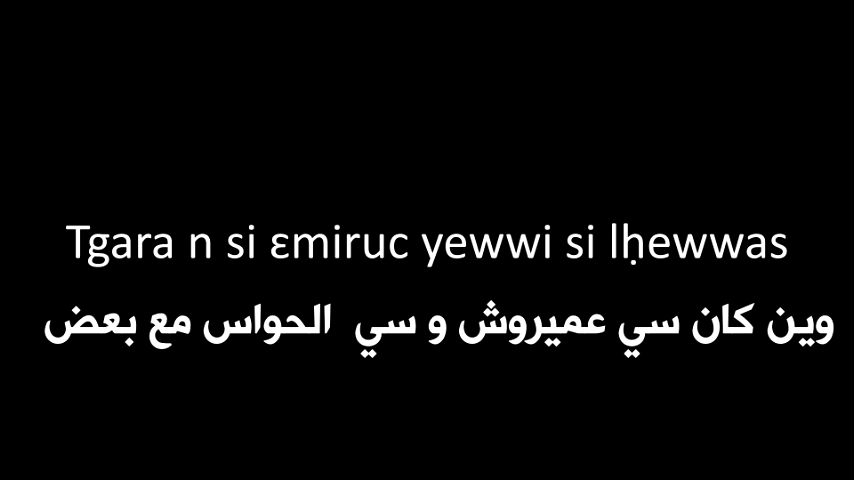 Tgara n si ɛmiruc yewwi si lḥewwas
وين كان سي عميروش و سي الحواس مع بعض